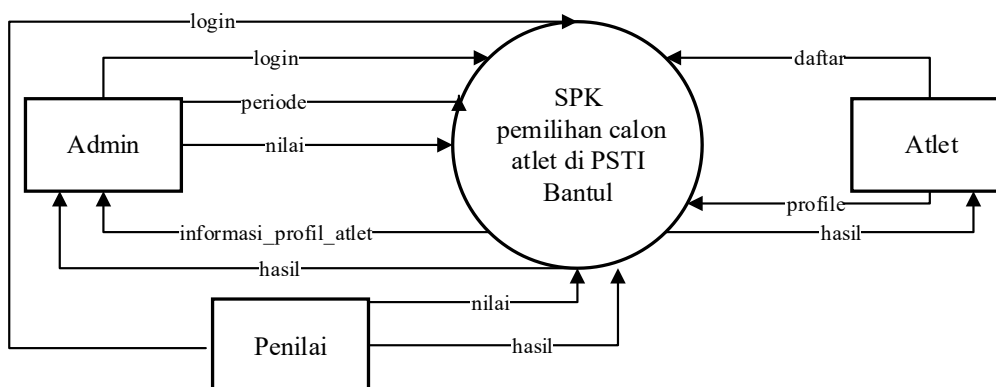 login
login
daftar
periode
SPK
pemilihan calon
atlet di PSTI
Bantul
Admin
nilai
Atlet
profile
informasi_profil_atlet
hasil
hasil
nilai
Penilai
hasil